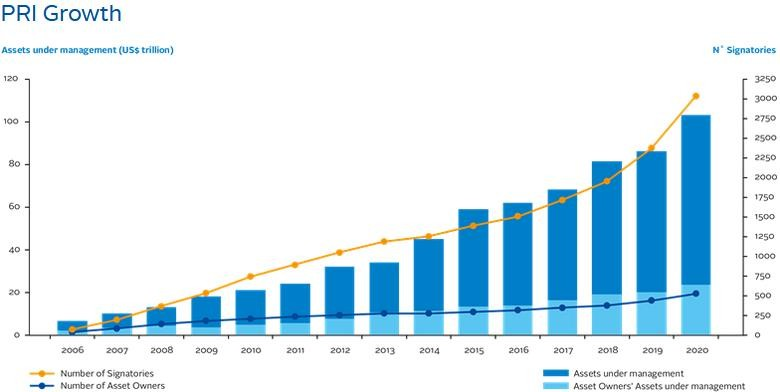 PRI Growth
Assets under management (US$ trillion) N° Signatories
120 3250
3000
100 2750
2500
80 2250
2000
60 1750
1500
40 1250
1000
20 750
500
250
0 0
2006 2007 2008 2009 2010 2011 2012 2013 2014 2015 2016 2017 2018 2019 2020
Number of Signatories Assets under management
Number of Asset Owners Asset Owners' Assets under management